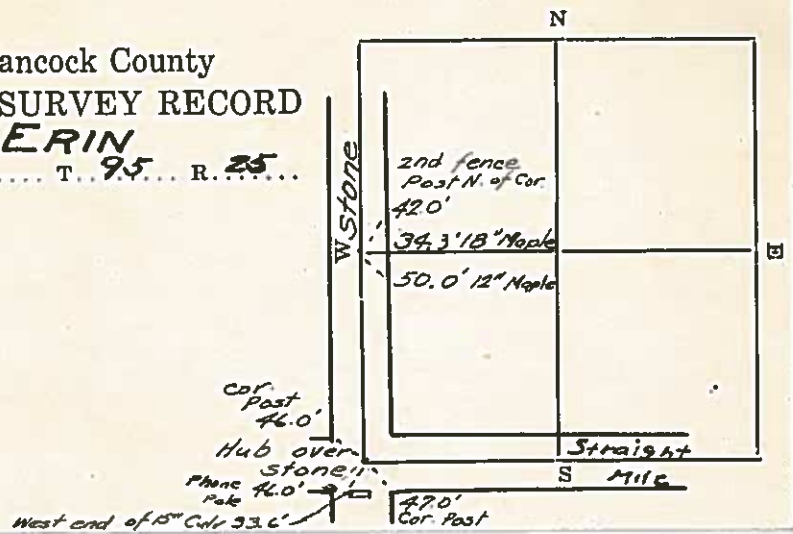 N
ancock County
SURVEY RECORD
ERIN
.... T..95.... R..25......
stone
W
E
2nd fence
Post N. of Cor.
42.0'
34.3' 18" Maple
50.0' 12" Maple
Cor.
Post
46.0'
Hub over
stone
Phone
Pole 46.0'
West end of 15" Culv 33.6'
47.0'
Cor. Post
Straight
S
Mile